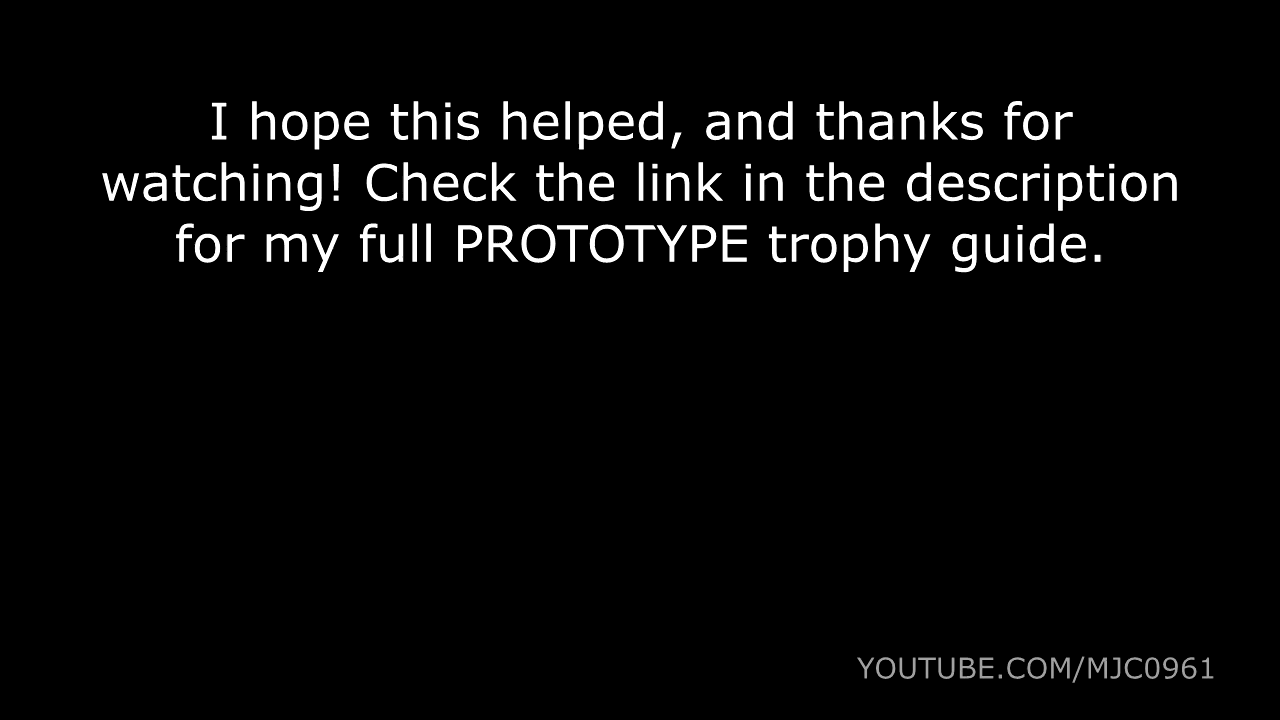 I hope this helped, and thanks for
watching! Check the link in the description
for my full PROTOTYPE trophy guide.
YOUTUBE.COM/MJC0961